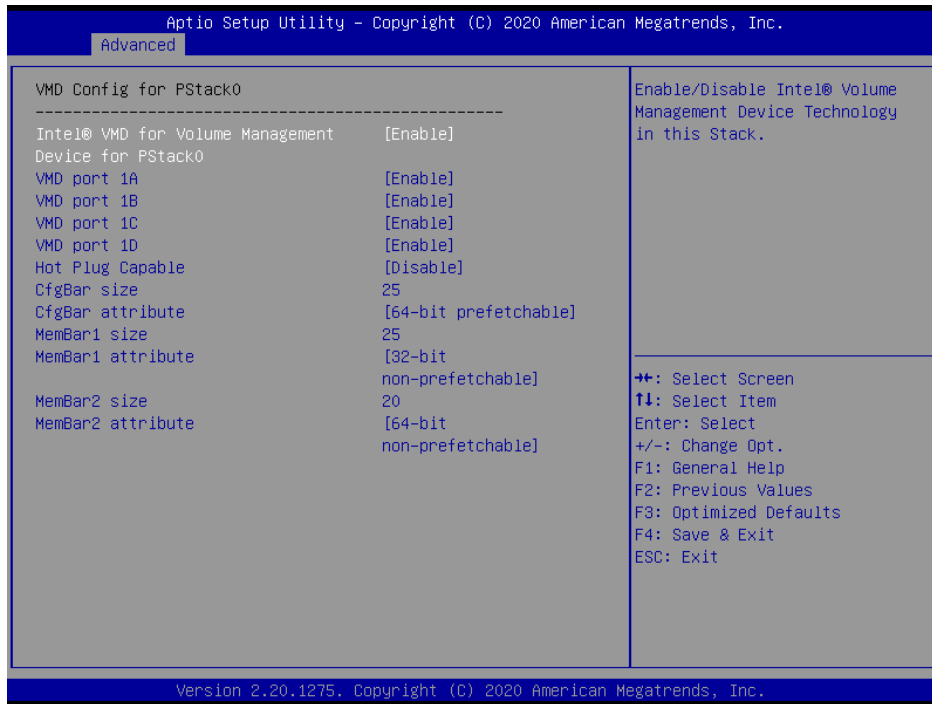 Aptio Setup Utility – Copyright (C) 2020 American Megatrends, Inc.
Advanced
VMD Config for PStack0
--------------------------------------------------
Intel® VMD for Volume Management [Enable]
Device for PStack0
VMD port 1A [Enable]
VMD port 1B [Enable]
VMD port 1C [Enable]
VMD port 1D [Enable]
Hot Plug Capable [Disable]
CfgBar size 25
CfgBar attribute [64-bit prefetchable]
MemBar1 size 25
MemBar1 attribute [32-bit
non-prefetchable]
MemBar2 size 20
MemBar2 attribute [64-bit
non-prefetchable]
Enable/Disable Intel® Volume
Management Device Technology
in this Stack.
→←: Select Screen
↑↓: Select Item
Enter: Select
+/-: Change Opt.
F1: General Help
F2: Previous Values
F3: Optimized Defaults
F4: Save & Exit
ESC: Exit
Version 2.20.1275. Copyright (C) 2020 American Megatrends, Inc.